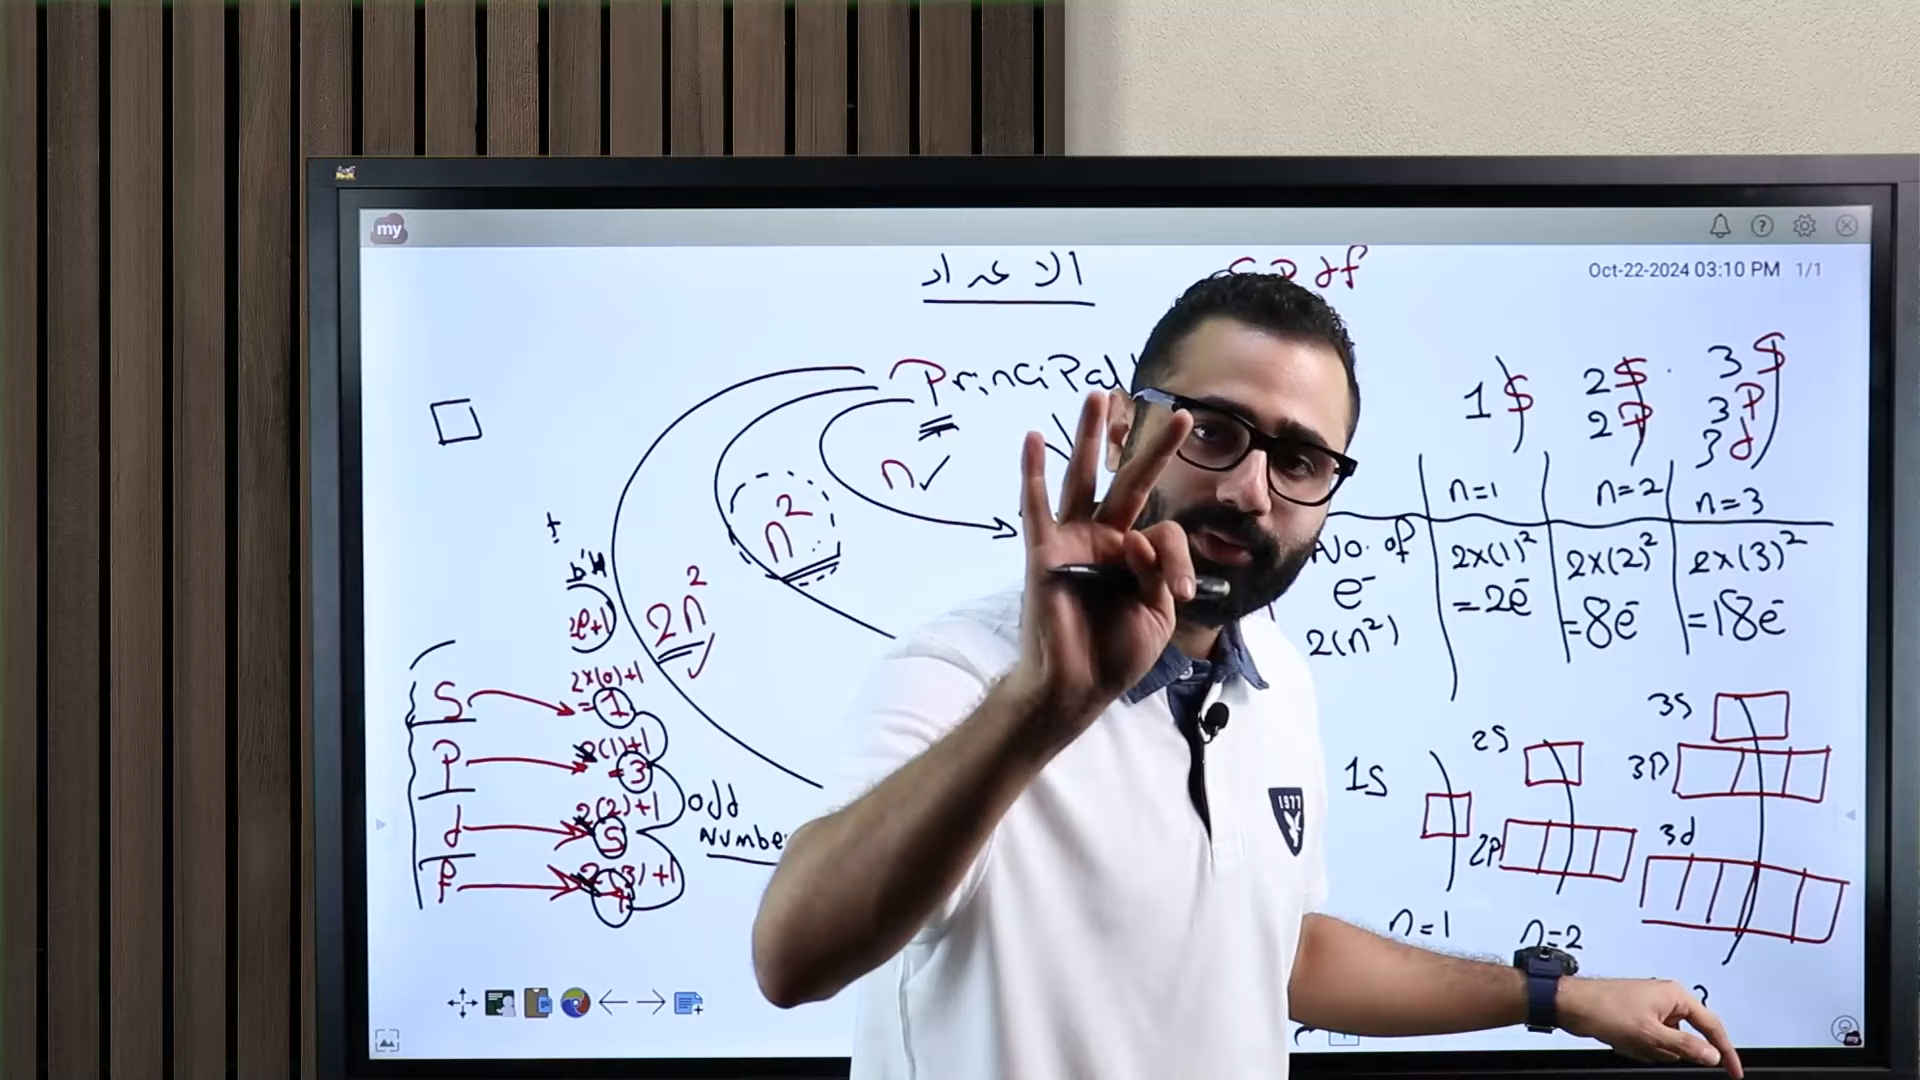 my
Oct-22-2024 03:10 PM 1/1
الاعداد
Principal
n✓
n²
2n²
2l+1
S
2x(0)+1
=1
P
2(1)+1
=3
d
2(2)+1
5
f
2(3)+1
7
odd
Number
1S
2S
2P
3S
3P
3d
n=1
n=2
n=3
No. of
e⁻
2(n²)
2x(1)²
=2e⁻
2x(2)²
=8e⁻
2x(3)²
=18e⁻
1S
2S
2P
3S
3P
3d
n=1
n=2
1977